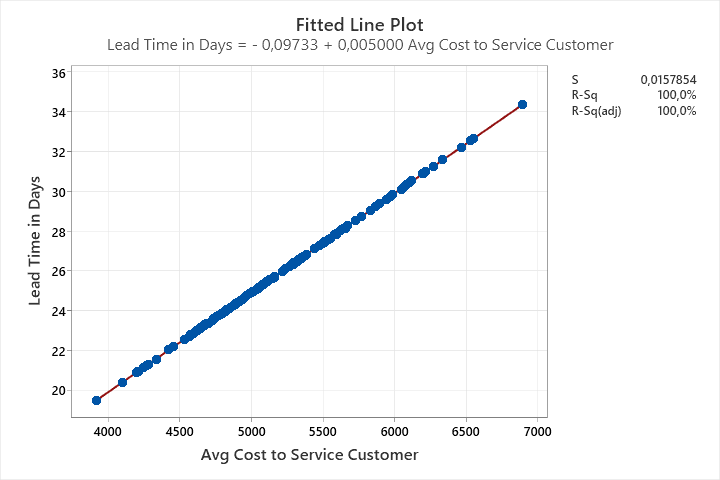 Fitted Line Plot
Lead Time in Days = - 0,09733 + 0,005000 Avg Cost to Service Customer
S 0,0157854
R-Sq 100,0%
R-Sq(adj) 100,0%
Lead Time in Days
36
34
32
30
28
26
24
22
20
4000 4500 5000 5500 6000 6500 7000
Avg Cost to Service Customer